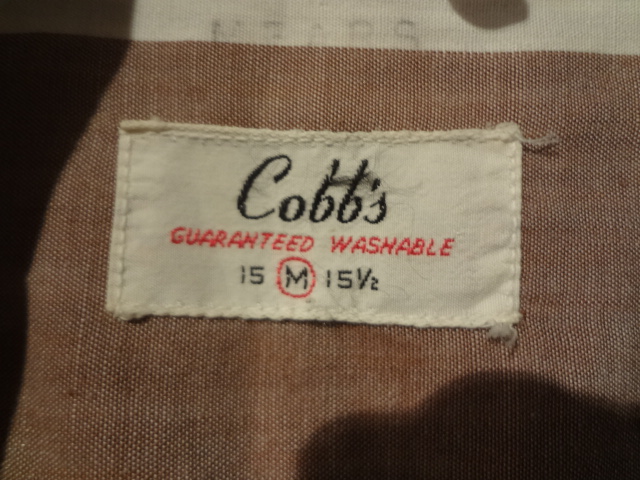 Cobb's
GUARANTEED WASHABLE
15 M 15½